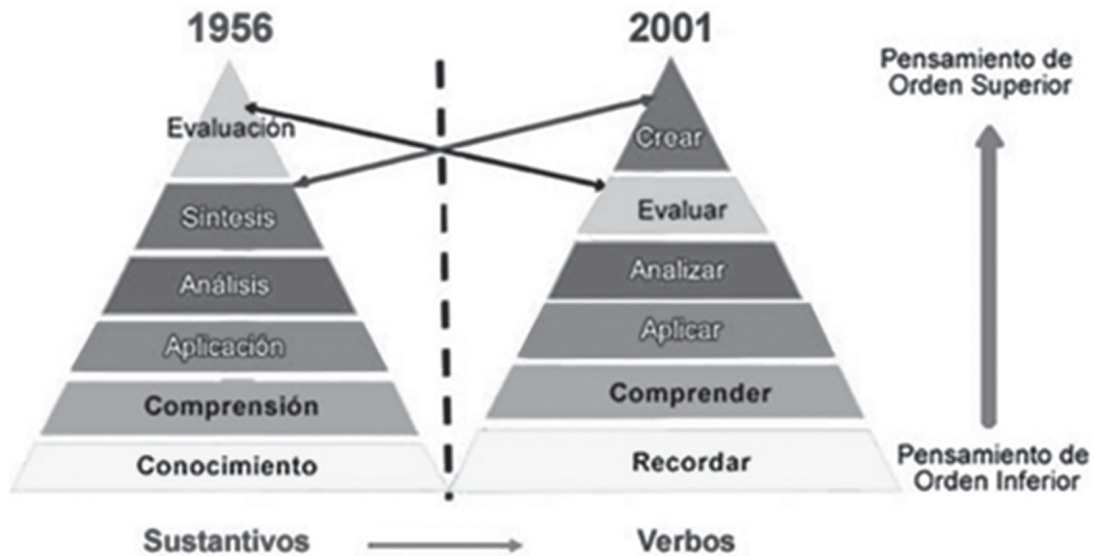 1956
Evaluación
Síntesis
Análisis
Aplicación
Comprensión
Conocimiento
Sustantivos
2001
Crear
Evaluar
Analizar
Aplicar
Comprender
Recordar
Verbos
Pensamiento de
Orden Superior
Pensamiento de
Orden Inferior